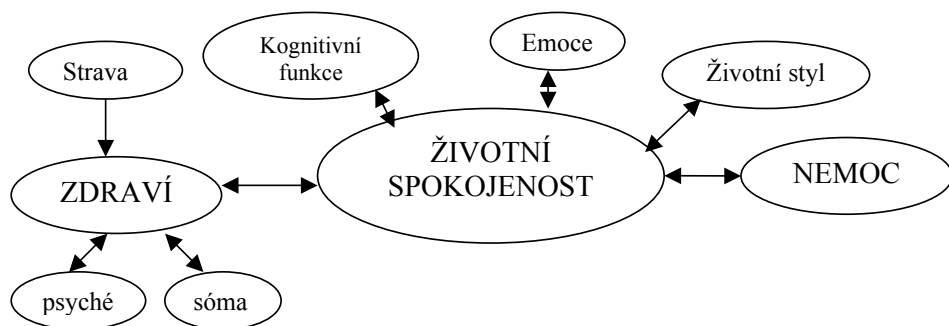 Strava
Kognitivní
funkce
Emoce
Životní styl
ZDRAVÍ
ŽIVOTNÍ
SPOKOJENOST
NEMOC
psyché
sóma